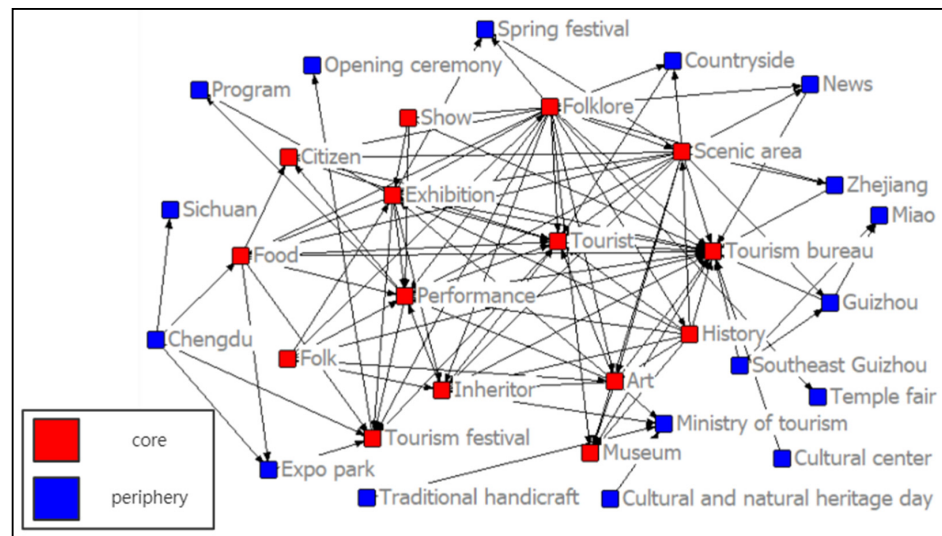 Spring festival
Opening ceremony
Countryside
Program
News
Show
Folklore
Citizen
Scenic area
Exhibition
Zhejiang
Sichuan
Miao
Tourist
Food
Tourism bureau
Performance
Guizhou
Chengdu
History
Folk
Southeast Guizhou
Inheritor
Art
Temple fair
Ministry of tourism
Tourism festival
Museum
Cultural center
Expo park
Traditional handicraft
Cultural and natural heritage day
core
periphery